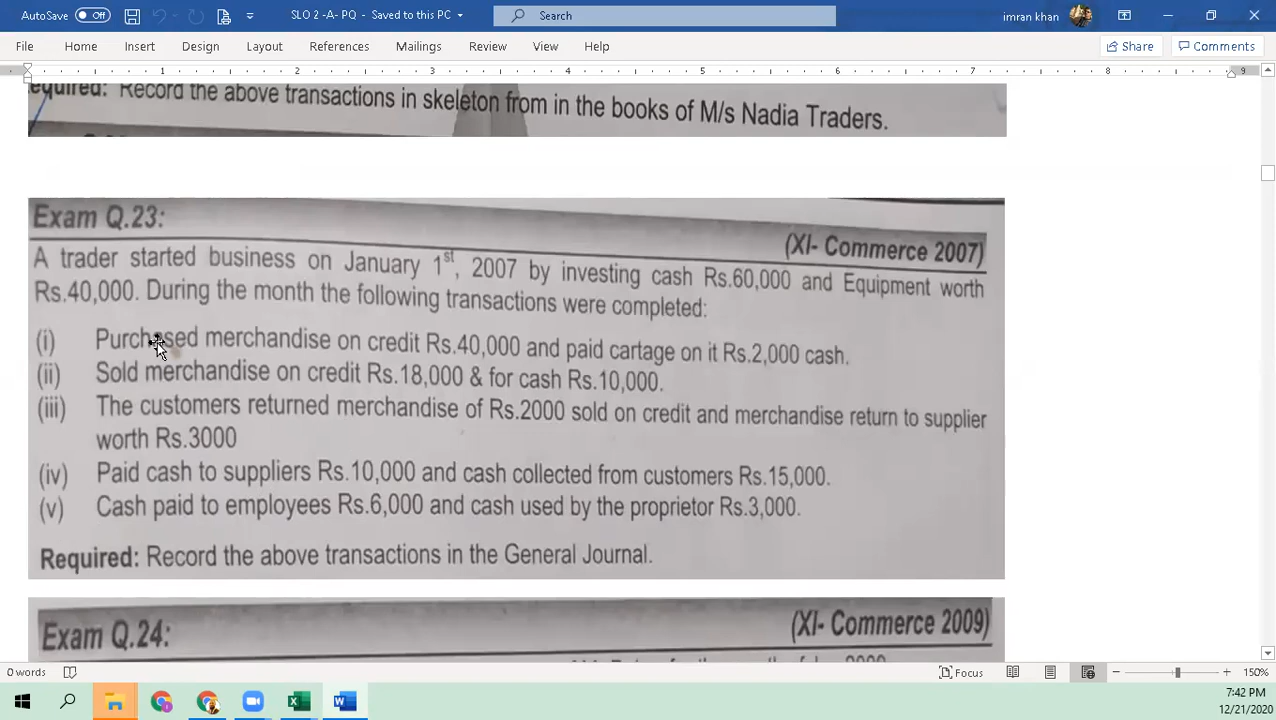 AutoSave Off SLO 2 -A- PQ - Saved to this PC Search imran khan
File Home Insert Design Layout References Mailings Review View Help Share Comments
1 2 3 4 5 6 7 8 9
equired: Record the above transactions in skeleton from in the books of M/s Nadia Traders.
Exam Q.23:
(XI- Commerce 2007)
A trader started business on January 1st, 2007 by investing cash Rs.60,000 and Equipment worth
Rs.40,000. During the month the following transactions were completed:
(i) Purchased merchandise on credit Rs.40,000 and paid cartage on it Rs.2,000 cash.
(ii) Sold merchandise on credit Rs.18,000 & for cash Rs.10,000.
(iii) The customers returned merchandise of Rs.2000 sold on credit and merchandise return to supplier
worth Rs.3000
(iv) Paid cash to suppliers Rs.10,000 and cash collected from customers Rs.15,000.
(v) Cash paid to employees Rs.6,000 and cash used by the proprietor Rs.3,000.
Required: Record the above transactions in the General Journal.
Exam Q.24:
(XI- Commerce 2009)
0 words Focus 150%
7:42 PM
12/21/2020